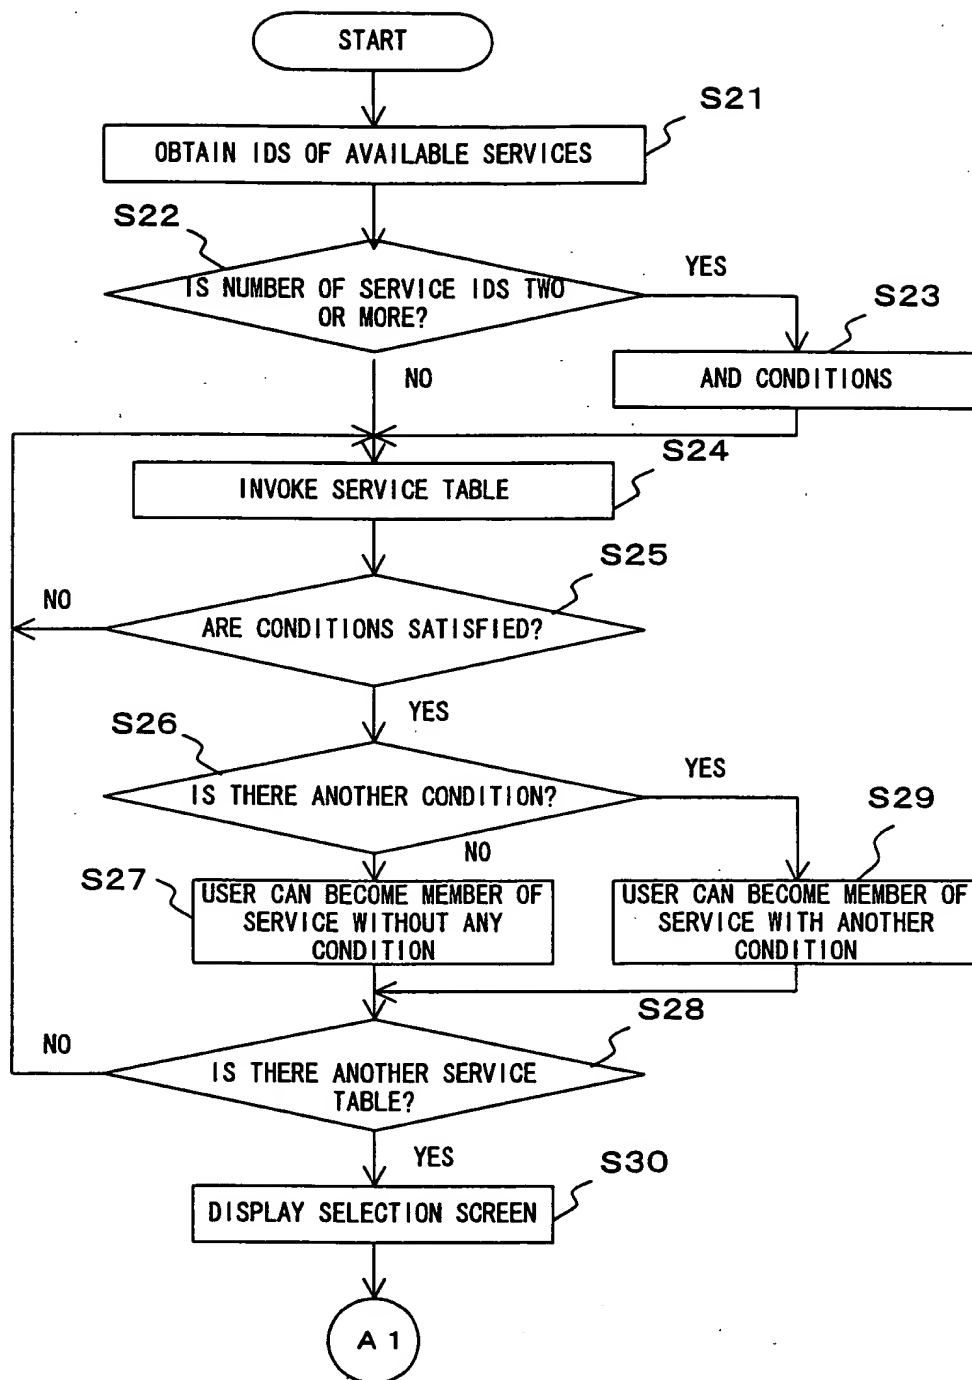 START
S21
OBTAIN IDS OF AVAILABLE SERVICES
S22
YES
IS NUMBER OF SERVICE IDS TWO
OR MORE?
S23
NO
AND CONDITIONS
S24
INVOKE SERVICE TABLE
S25
NO
ARE CONDITIONS SATISFIED?
YES
S26
YES
IS THERE ANOTHER CONDITION?
S29
NO
S27
USER CAN BECOME MEMBER OF
SERVICE WITHOUT ANY
CONDITION
USER CAN BECOME MEMBER OF
SERVICE WITH ANOTHER
CONDITION
S28
NO
IS THERE ANOTHER SERVICE
TABLE?
YES
S30
DISPLAY SELECTION SCREEN
A1